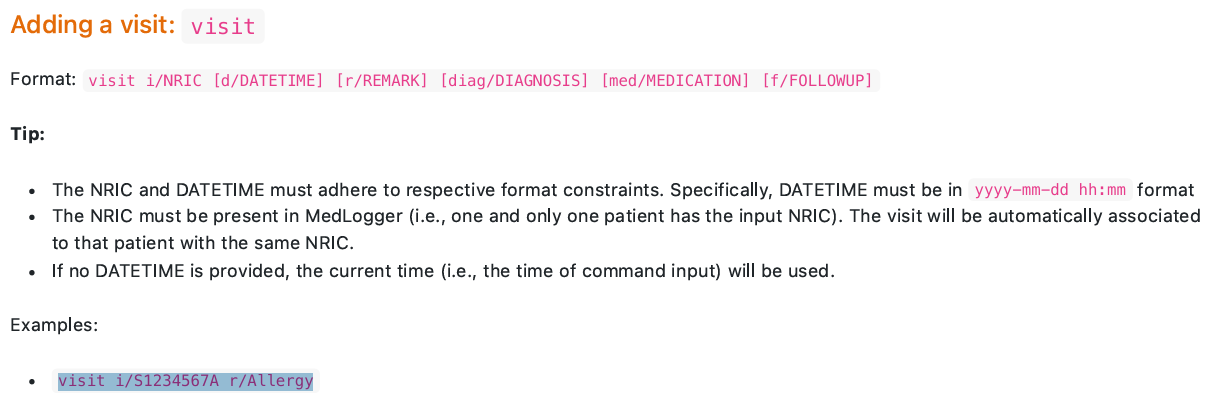 Adding a visit: visit
Format: visit i/NRIC [d/DATETIME] [r/REMARK] [diag/DIAGNOSIS] [med/MEDICATION] [f/FOLLOWUP]
Tip:
• The NRIC and DATETIME must adhere to respective format constraints. Specifically, DATETIME must be in yyyy-mm-dd hh:mm format
• The NRIC must be present in MedLogger (i.e., one and only one patient has the input NRIC). The visit will be automatically associated
to that patient with the same NRIC.
• If no DATETIME is provided, the current time (i.e., the time of command input) will be used.
Examples:
• visit i/S1234567A r/Allergy